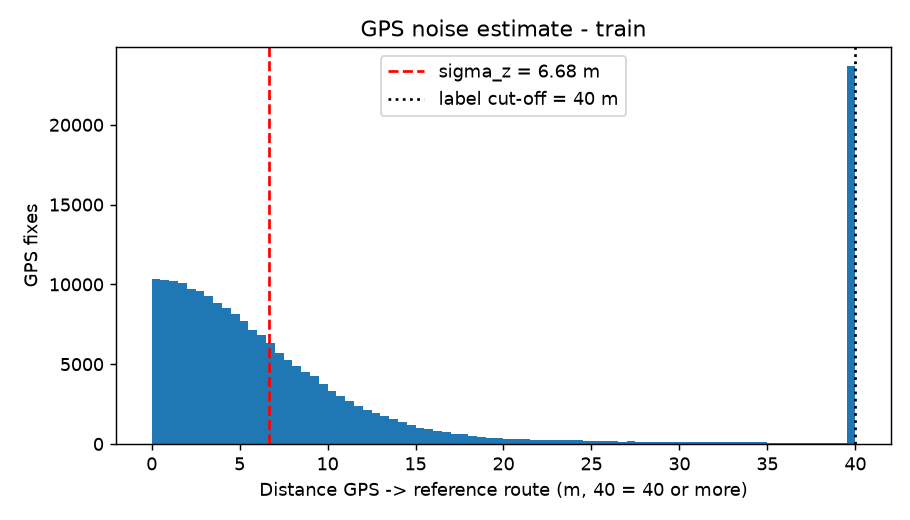 GPS noise estimate - train
sigma_z = 6.68 m
label cut-off = 40 m
GPS fixes
20000
15000
10000
5000
0
0 5 10 15 20 25 30 35 40
Distance GPS -> reference route (m, 40 = 40 or more)